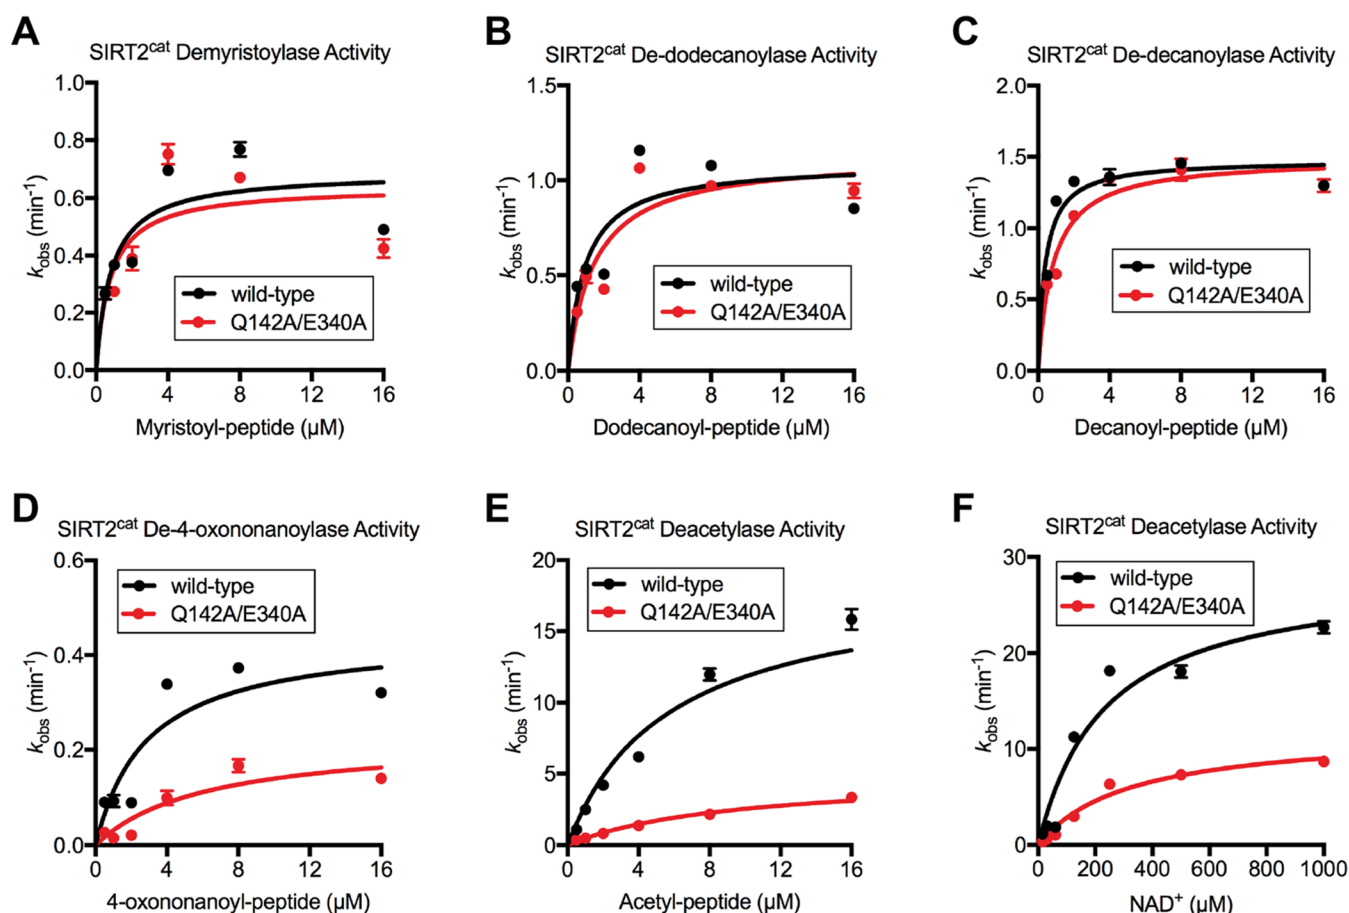 A
SIRT2cat Demyristoylase Activity
1.0
0.8
0.6
0.4
0.2
0.0
kobs (min-1)
wild-type
Q142A/E340A
0 4 8 12 16
Myristoyl-peptide (µM)
B
SIRT2cat De-dodecanoylase Activity
1.5
1.0
0.5
0.0
kobs (min-1)
wild-type
Q142A/E340A
0 4 8 12 16
Dodecanoyl-peptide (µM)
C
SIRT2cat De-decanoylase Activity
2.0
1.5
1.0
0.5
0.0
kobs (min-1)
wild-type
Q142A/E340A
0 4 8 12 16
Decanoyl-peptide (µM)
D
SIRT2cat De-4-oxononanoylase Activity
0.6
0.4
0.2
0.0
kobs (min-1)
wild-type
Q142A/E340A
0 4 8 12 16
4-oxononanoyl-peptide (µM)
E
SIRT2cat Deacetylase Activity
20
15
10
5
0
kobs (min-1)
wild-type
Q142A/E340A
0 4 8 12 16
Acetyl-peptide (µM)
F
SIRT2cat Deacetylase Activity
30
20
10
0
kobs (min-1)
wild-type
Q142A/E340A
0 200 400 600 800 1000
NAD+ (µM)